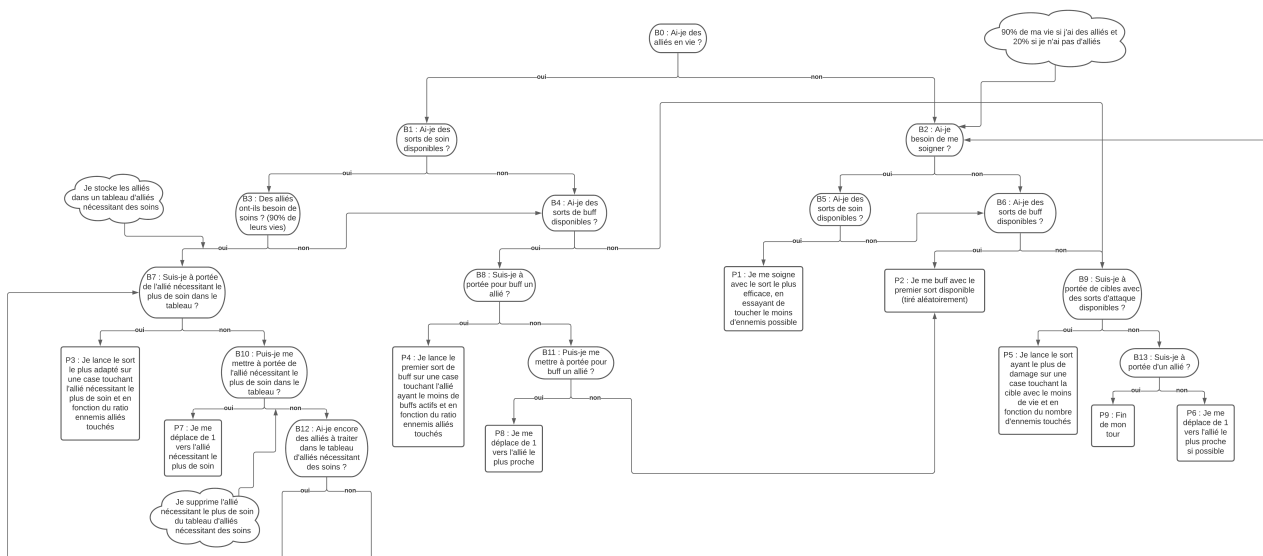 B0 : Ai-je des
alliés en vie ?
90% de ma vie si j'ai des alliés et
20% si je n'ai pas d'alliés
oui
non
B1 : Ai-je des
sorts de soin
disponibles ?
B2 : Ai-je
besoin de me
soigner ?
oui
non
oui
non
Je stocke les alliés
dans un tableau d'alliés
nécessitant des soins
B3 : Des alliés
ont-ils besoin de
soins ? (90% de
leurs vies)
B4 : Ai-je des
sorts de buff
disponibles ?
B5 : Ai-je des
sorts de soin
disponibles ?
B6 : Ai-je des
sorts de buff
disponibles ?
oui
non
oui
non
oui
non
oui
non
B7 : Suis-je à portée
de l'allié nécessitant le
plus de soin dans le
tableau ?
B8 : Suis-je à
portée pour buff un
allié ?
P1 : Je me soigne
avec le sort le plus
efficace, en
essayant de
toucher le moins
d'ennemis possible
P2 : Je me buff avec le
premier sort disponible
(tiré aléatoirement)
B9 : Suis-je à
portée de cibles avec
des sorts d'attaque
disponibles ?
oui
non
oui
non
oui
non
P3 : Je lance le sort
le plus adapté sur
une case touchant
l'allié nécessitant le
plus de soin et en
fonction du ratio
ennemis alliés
touchés
B10 : Puis-je me
mettre à portée de
l'allié nécessitant le
plus de soin dans le
tableau ?
P4 : Je lance le
premier sort de
buff sur une case
touchant l'allié
ayant le moins de
buffs actifs et en
fonction du ratio
ennemis alliés
touchés
B11 : Puis-je me
mettre à portée pour
buff un allié ?
P5 : Je lance le sort
ayant le plus de
damage sur une
case touchant la
cible avec le moins
de vie et en
fonction du nombre
d'ennemis touchés
B13 : Suis-je à
portée d'un allié ?
oui
non
oui
non
oui
non
P7 : Je me
déplace de 1
vers l'allié
nécessitant le
plus de soin
B12 : Ai-je encore
des alliés à traiter
dans le tableau
d'alliés nécessitant
des soins ?
P8 : Je me
déplace de 1
vers l'allié le
plus proche
P9 : Fin
de mon
tour
P6 : Je me
déplace de 1
vers l'allié le
plus proche
si possible
Je supprime l'allié
nécessitant le plus de soin
du tableau d'alliés
nécessitant des soins
oui
non